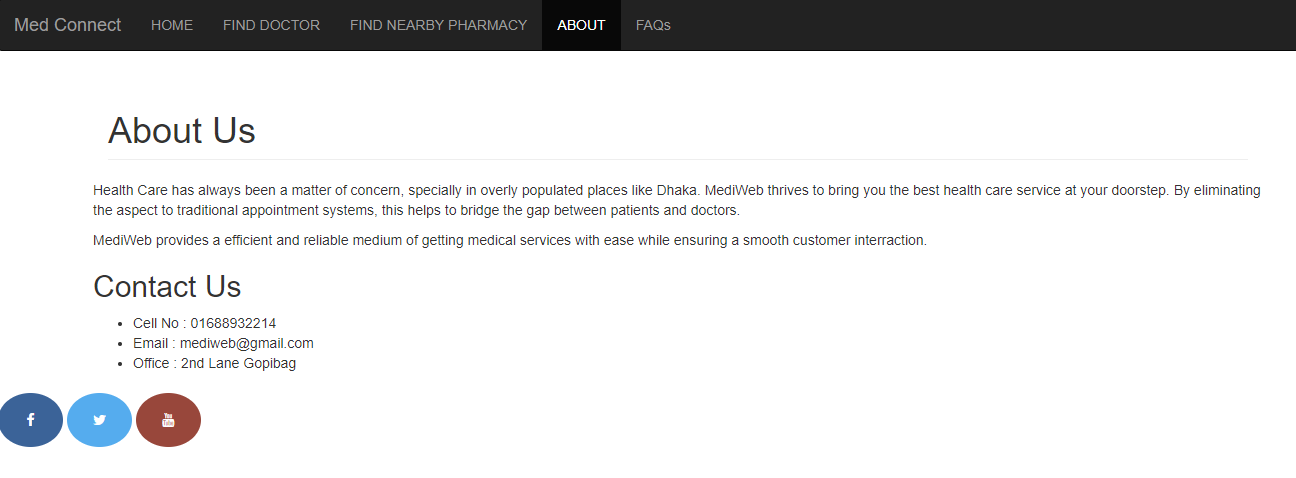 Med Connect HOME FIND DOCTOR FIND NEARBY PHARMACY ABOUT FAQs
About Us
Health Care has always been a matter of concern, specially in overly populated places like Dhaka. MediWeb thrives to bring you the best health care service at your doorstep. By eliminating
the aspect to traditional appointment systems, this helps to bridge the gap between patients and doctors.
MediWeb provides a efficient and reliable medium of getting medical services with ease while ensuring a smooth customer interraction.
Contact Us
• Cell No : 01688932214
• Email : mediweb@gmail.com
• Office : 2nd Lane Gopibag
You
Tube